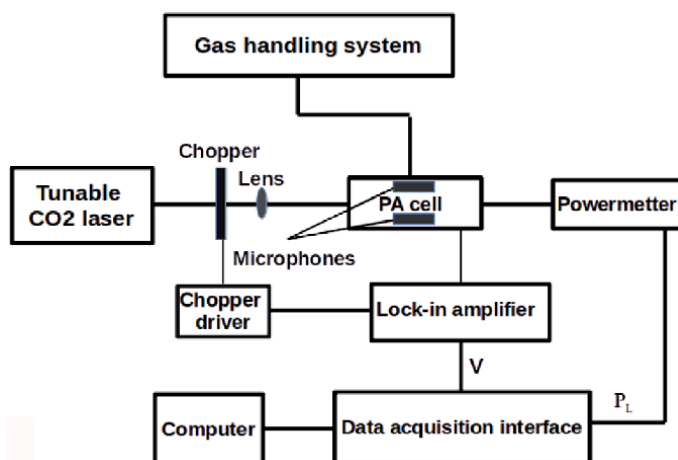 Gas handling system
Chopper
Lens
Tunable
CO2 laser
PA cell
Powermetter
Microphones
Chopper
driver
Lock-in amplifier
V
P_L
Computer
Data acquisition interface